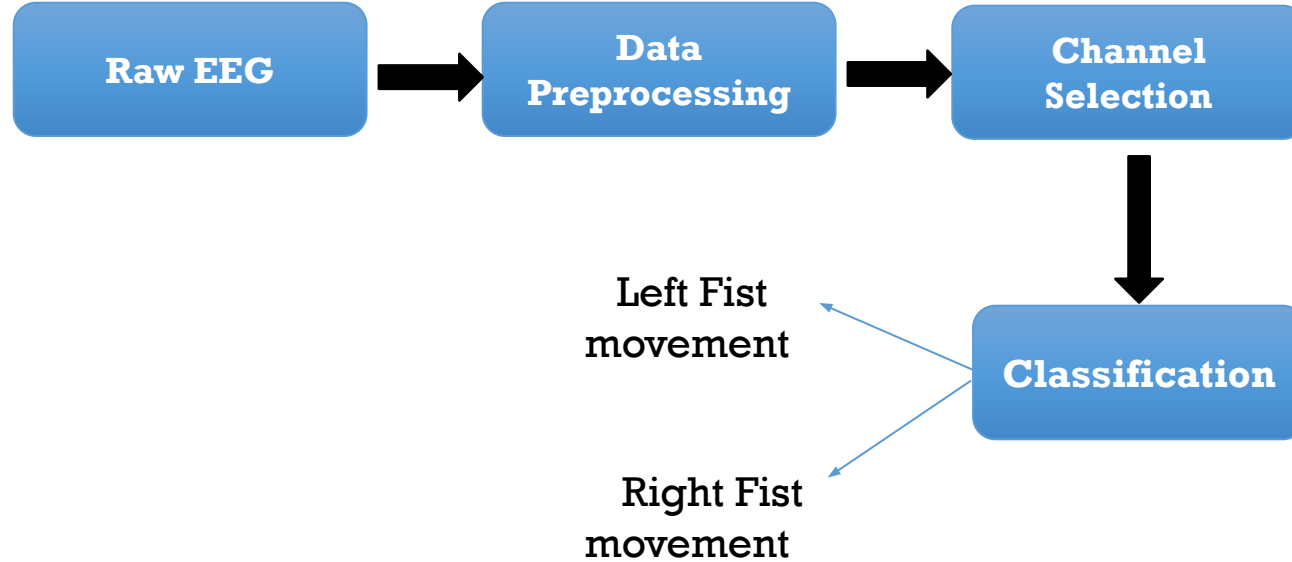 Raw EEG
Data
Preprocessing
Channel
Selection
Classification
Left Fist
movement
Right Fist
movement